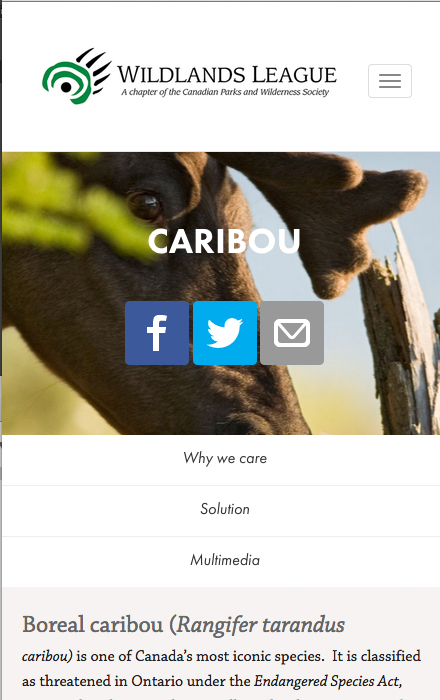 WILDLANDS LEAGUE
A chapter of the Canadian Parks and Wilderness Society
CARIBOU
Why we care
Solution
Multimedia
Boreal caribou (Rangifer tarandus
caribou) is one of Canada's most iconic species. It is classified
as threatened in Ontario under the Endangered Species Act,